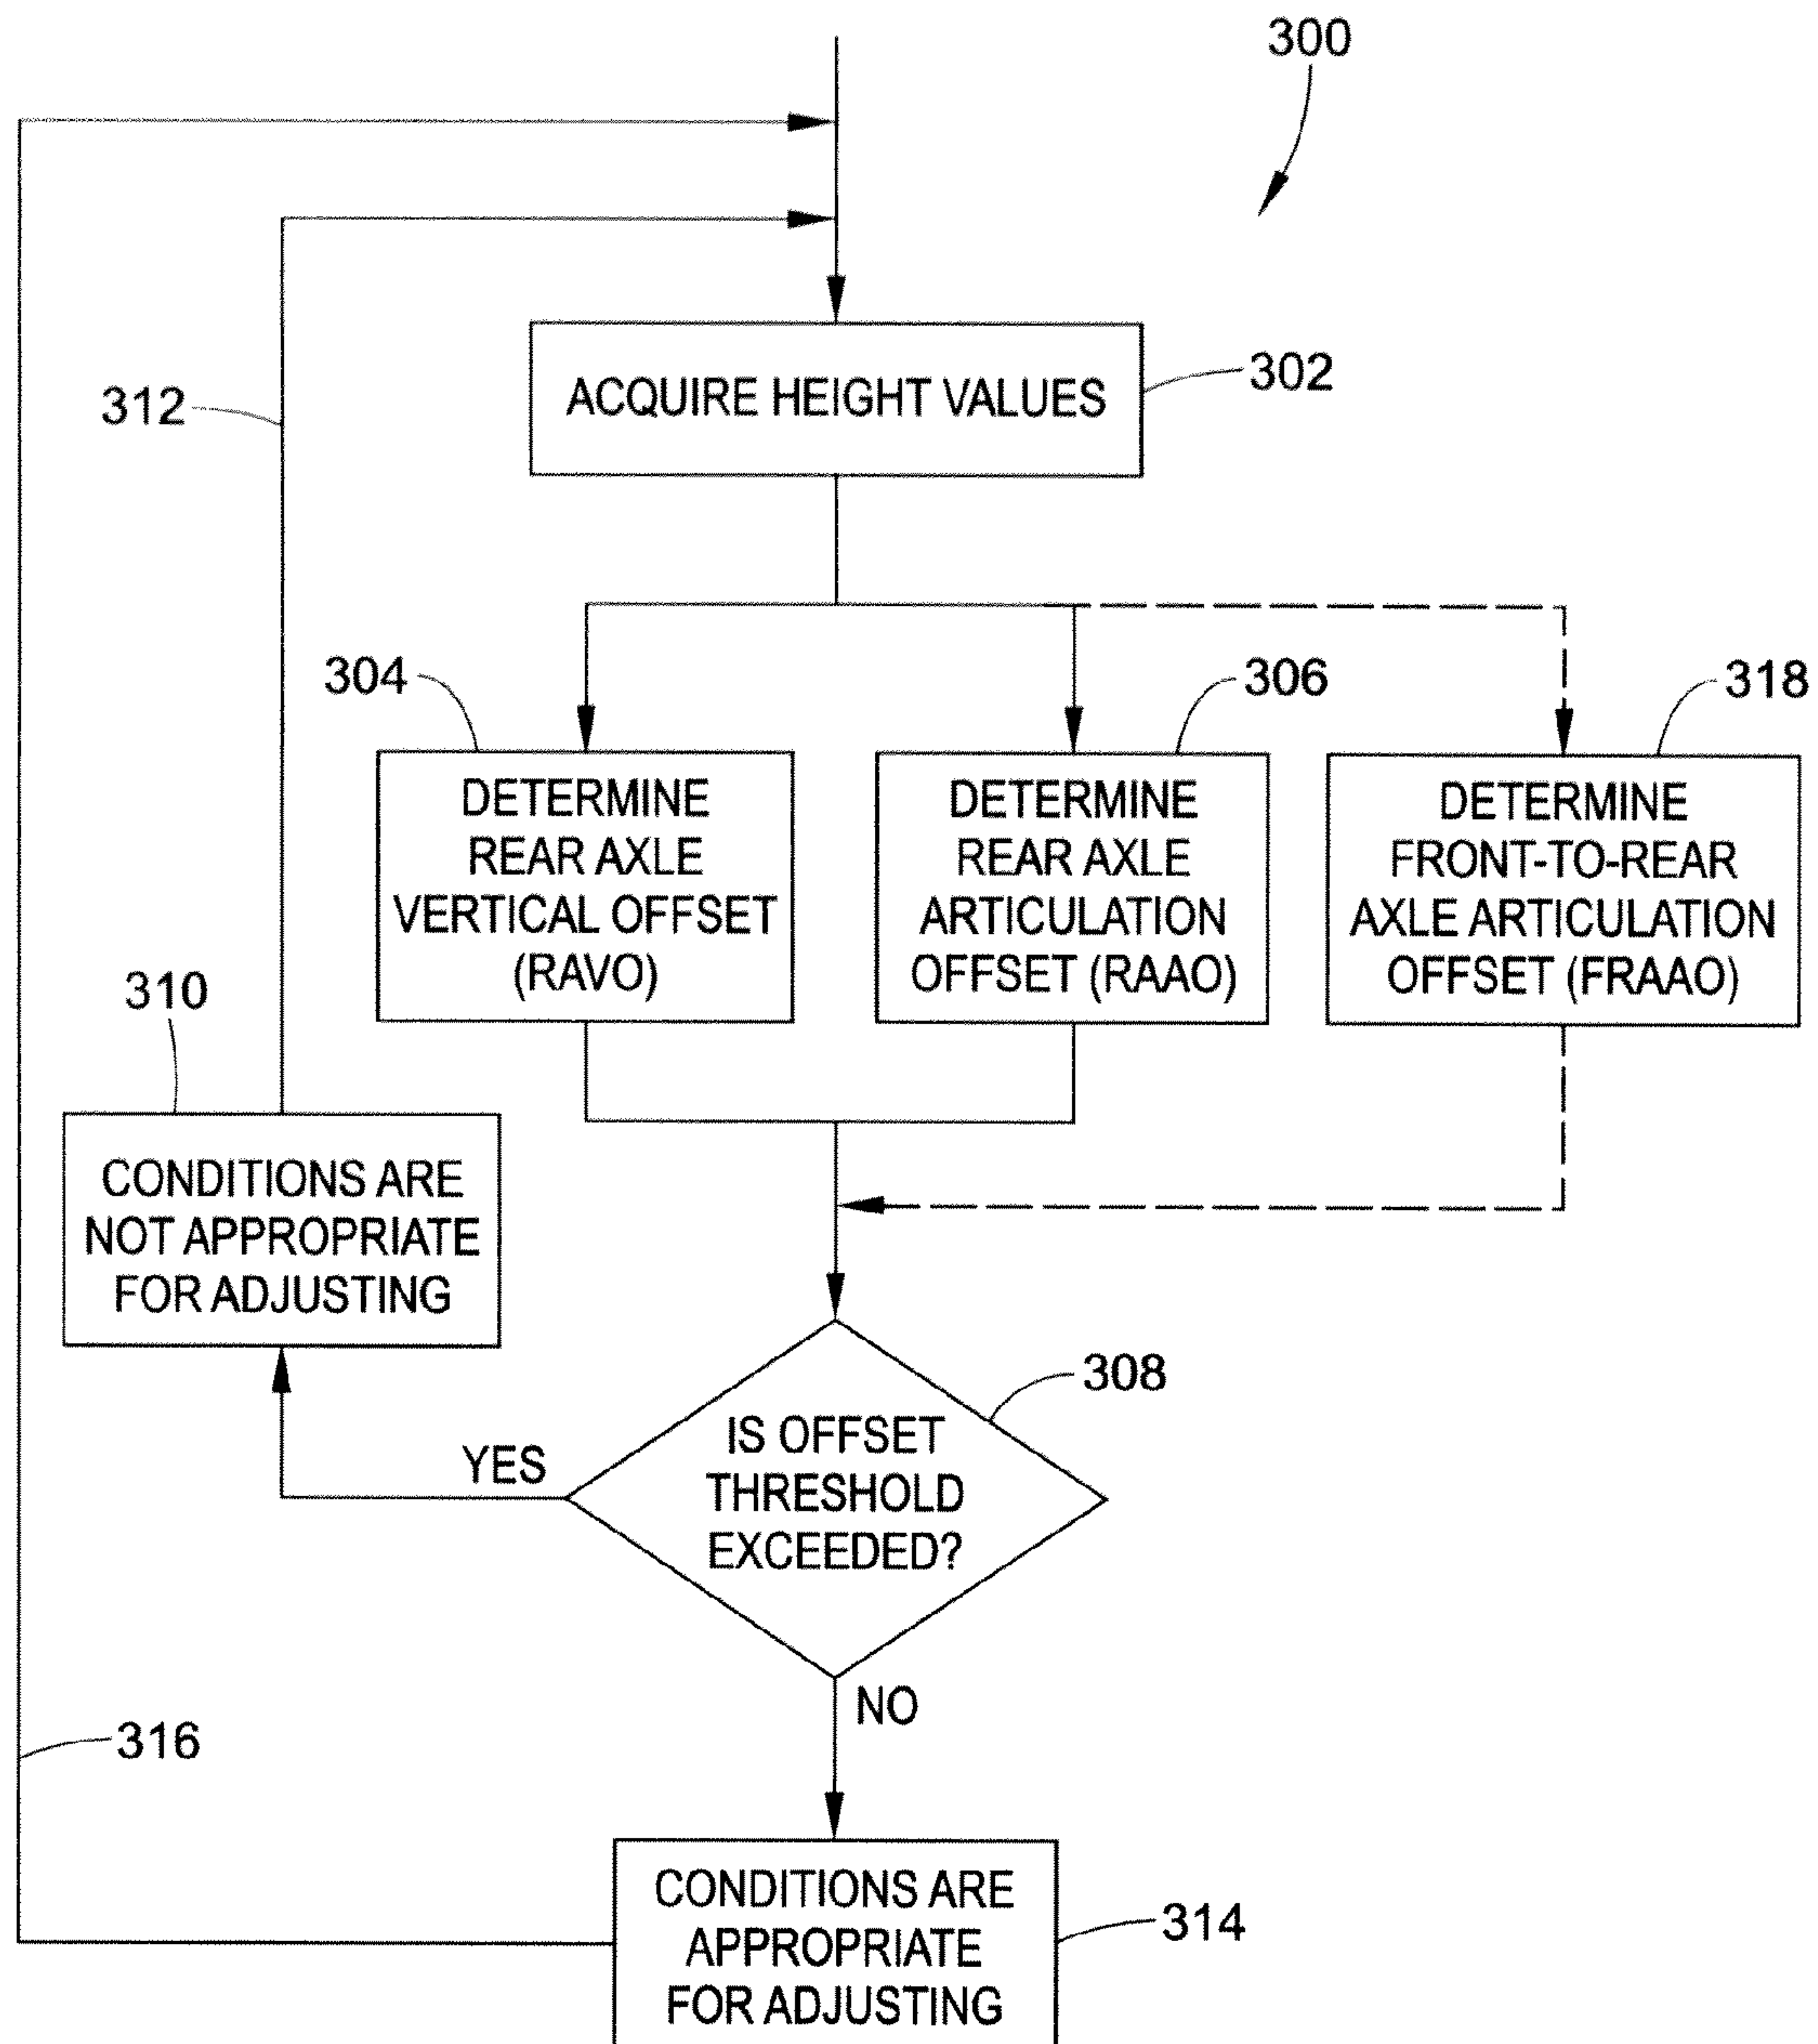 300
ACQUIRE HEIGHT VALUES
302
312
304
306
318
DETERMINE
REAR AXLE
VERTICAL OFFSET
(RAVO)
DETERMINE
REAR AXLE
ARTICULATION
OFFSET (RAAO)
DETERMINE
FRONT-TO-REAR
AXLE ARTICULATION
OFFSET (FRAAO)
310
CONDITIONS ARE
NOT APPROPRIATE
FOR ADJUSTING
308
IS OFFSET
THRESHOLD
EXCEEDED?
YES
NO
316
CONDITIONS ARE
APPROPRIATE
FOR ADJUSTING
314